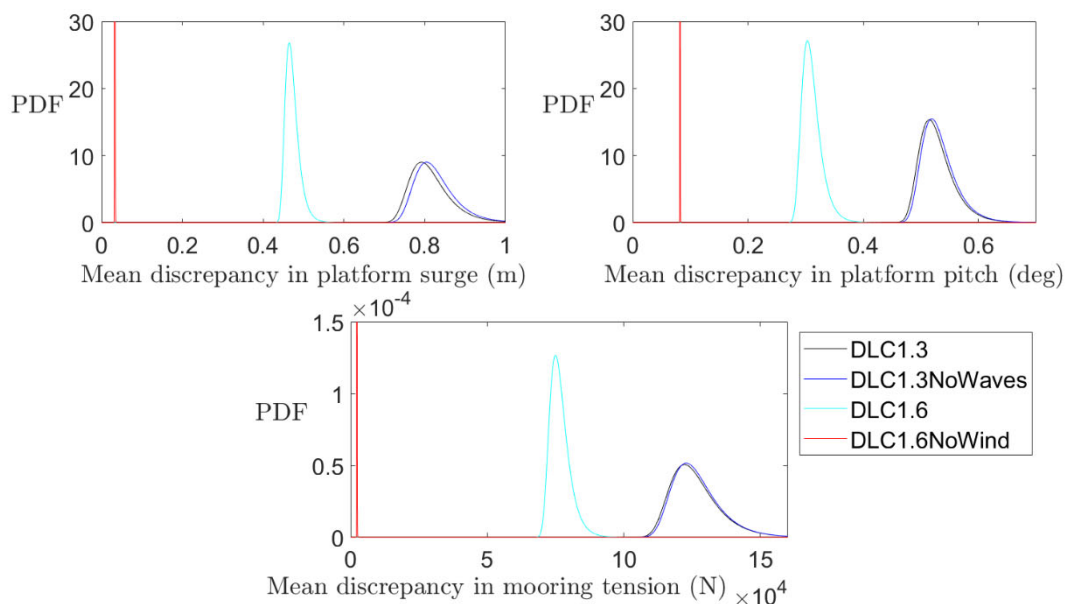 30
20
PDF
10
0
0 0.2 0.4 0.6 0.8 1
Mean discrepancy in platform surge (m)
30
20
PDF
10
0
0 0.2 0.4 0.6
Mean discrepancy in platform pitch (deg)
×10^-4
1.5
1
PDF
0.5
0
0 5 10 15
Mean discrepancy in mooring tension (N) ×10^4
DLC1.3
DLC1.3NoWaves
DLC1.6
DLC1.6NoWind